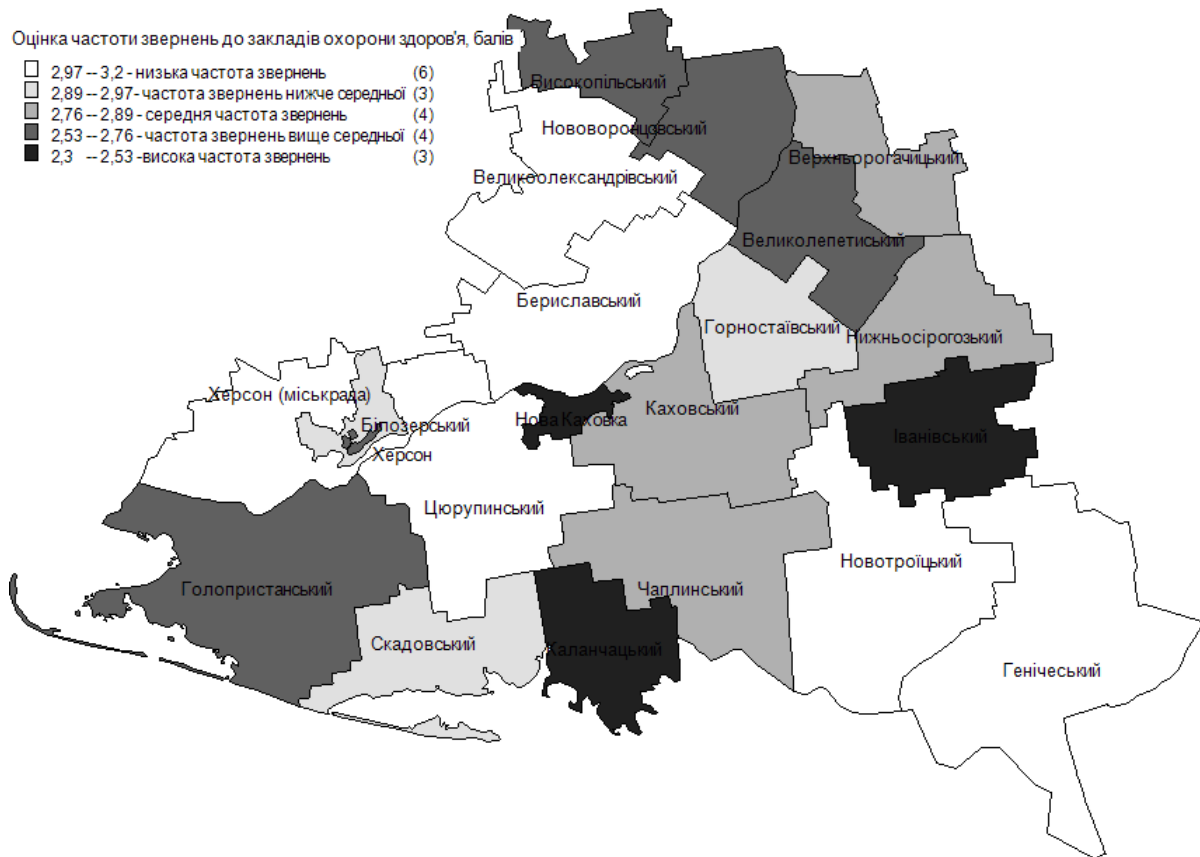 Оцінка частоти звернень до закладів охорони здоров'я, балів
2,97 -- 3,2 - низька частота звернень (6)
2,89 -- 2,97- частота звернень нижче середньої (3)
2,76 -- 2,89 - середня частота звернень (4)
2,53 -- 2,76 - частота звернень вище середньої (4)
2,3 -- 2,53 -висока частота звернень (3)
Високопільський
Нововоронцовський
Верхньорогачицький
Великоолександрівський
Великолепетиський
Бериславський
Горностаївський
Нижньосірогозький
Херсон (міськрада)
Каховський
Нова Каховка
Білозерський
Іванівський
Херсон
Цюрупинський
Новотроїцький
Голопристанський
Чаплинський
Скадовський
Каланчацький
Генічеський